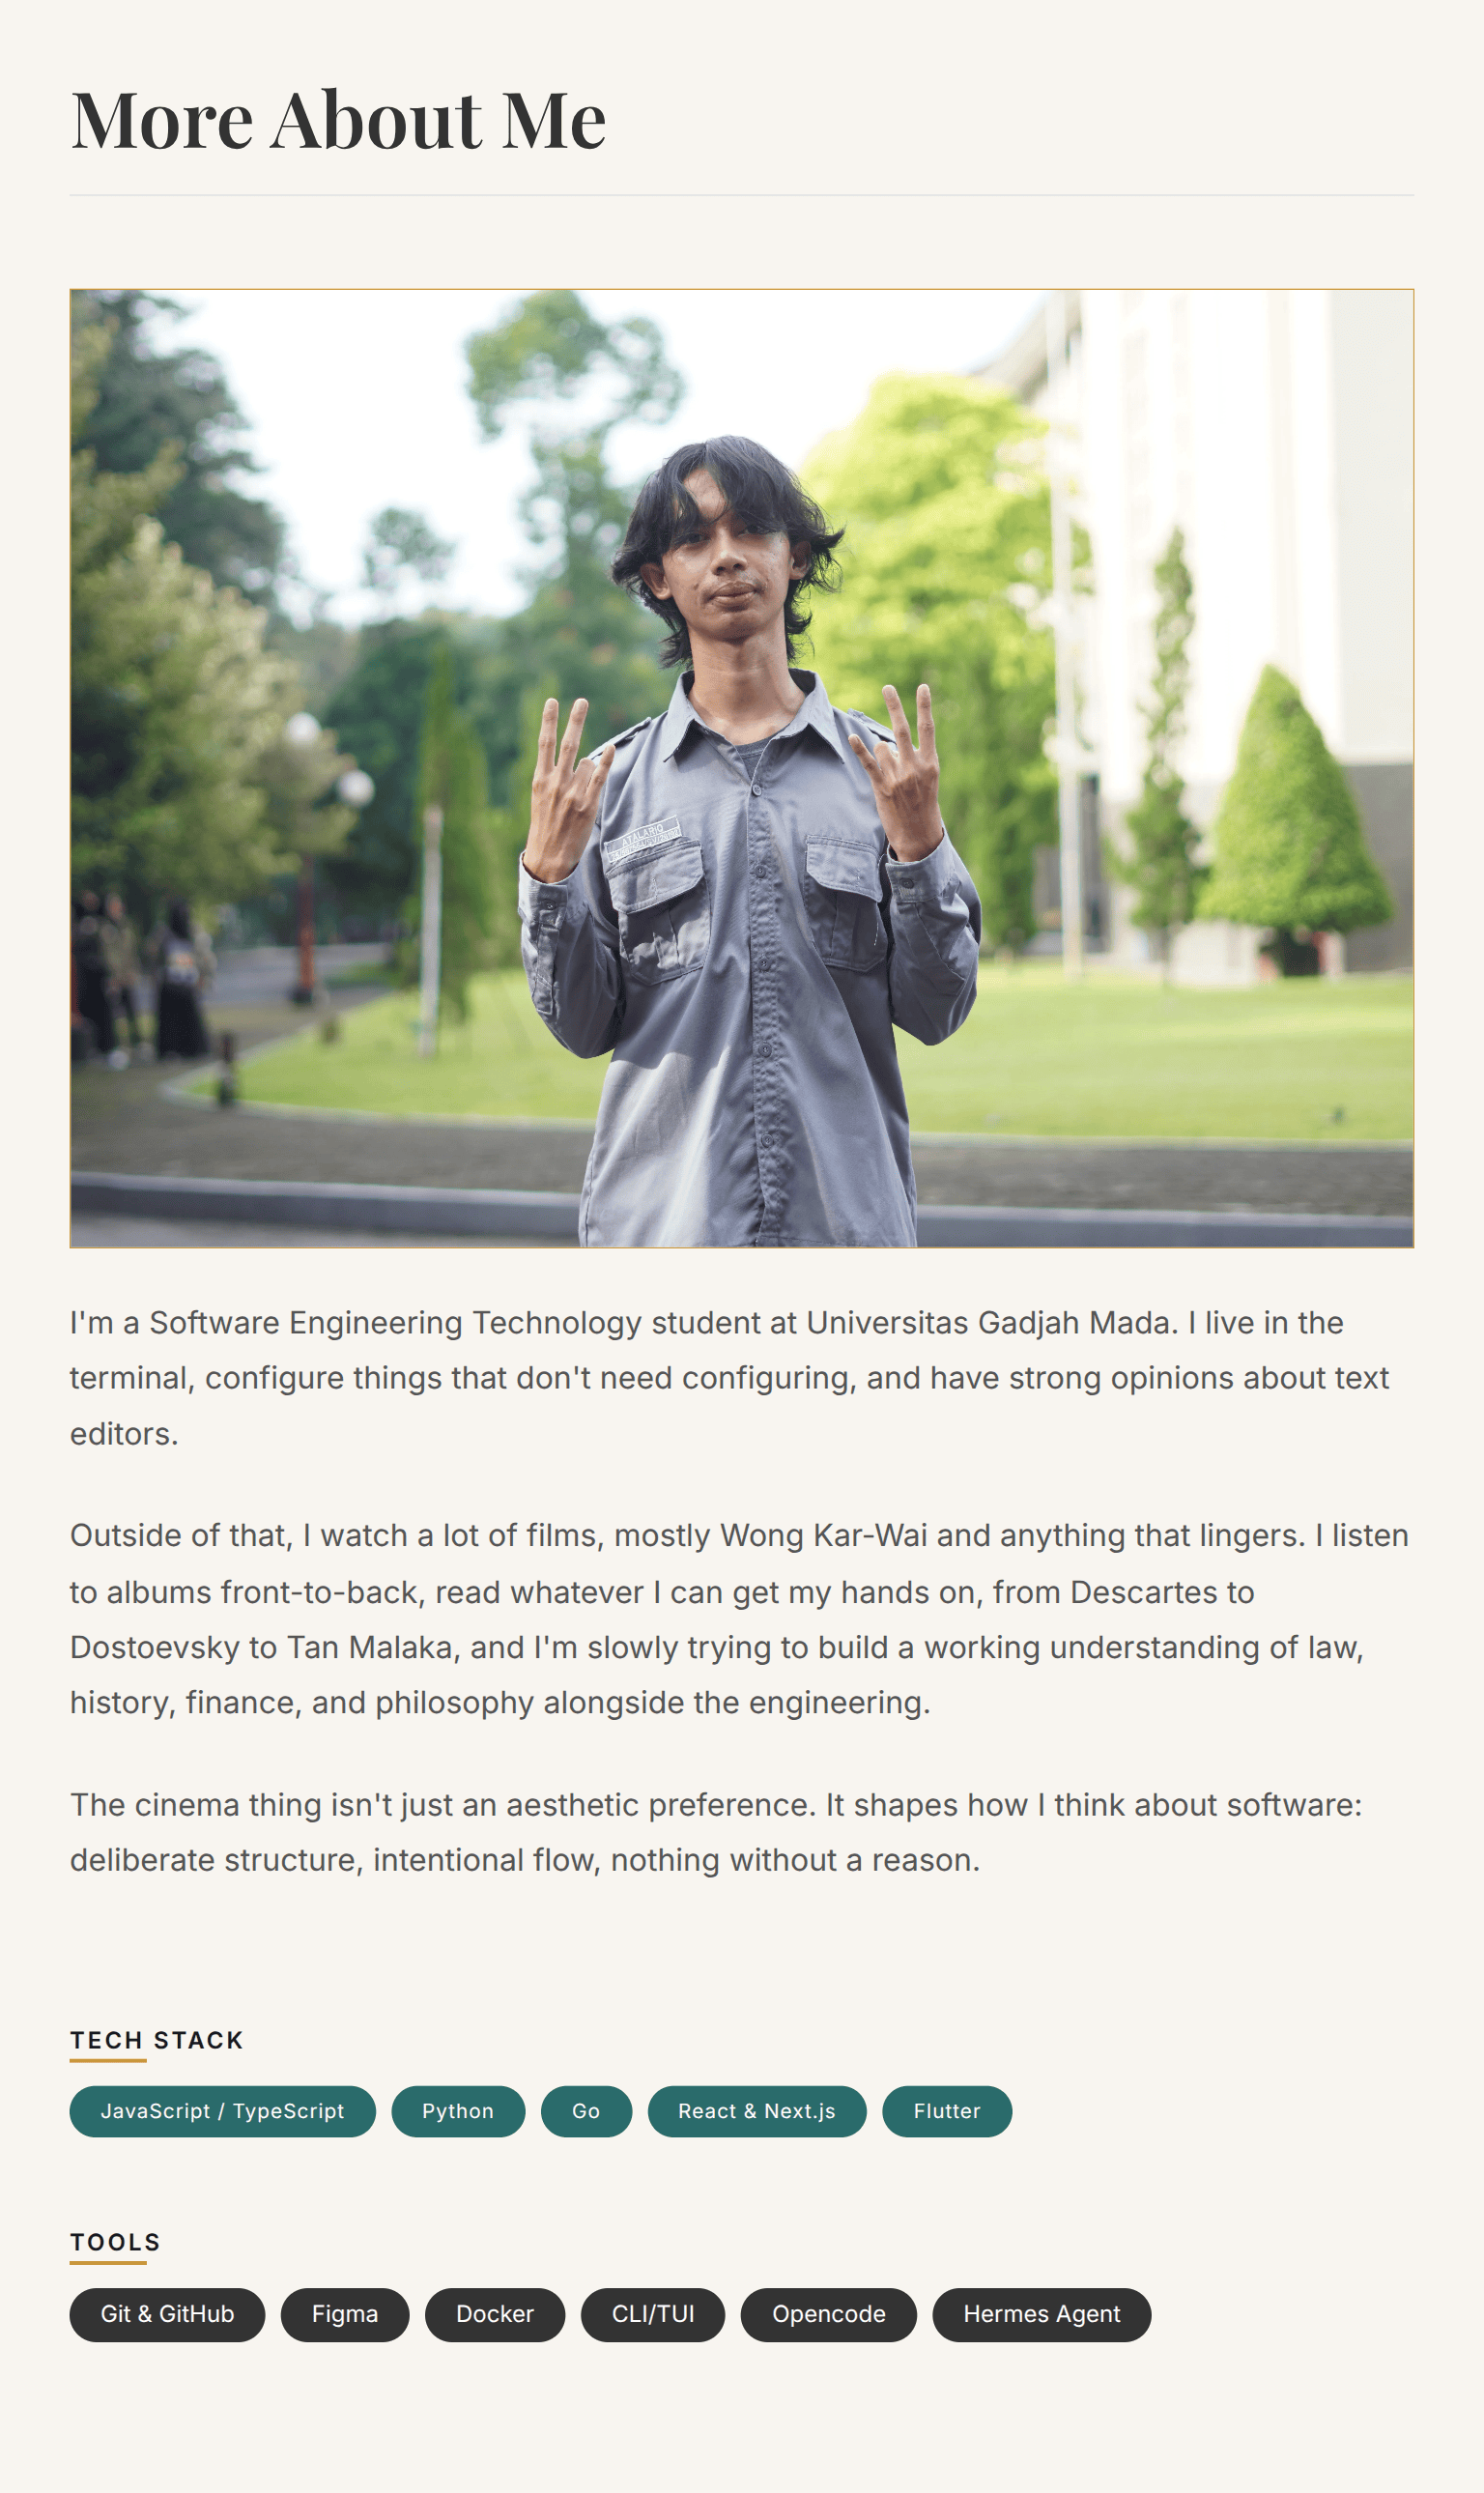 More About Me
ATALARIO
I'm a Software Engineering Technology student at Universitas Gadjah Mada. I live in the
terminal, configure things that don't need configuring, and have strong opinions about text
editors.
Outside of that, I watch a lot of films, mostly Wong Kar-Wai and anything that lingers. I listen
to albums front-to-back, read whatever I can get my hands on, from Descartes to
Dostoevsky to Tan Malaka, and I'm slowly trying to build a working understanding of law,
history, finance, and philosophy alongside the engineering.
The cinema thing isn't just an aesthetic preference. It shapes how I think about software:
deliberate structure, intentional flow, nothing without a reason.
TECH STACK
JavaScript / TypeScript Python Go React & Next.js Flutter
TOOLS
Git & GitHub Figma Docker CLI/TUI Opencode Hermes Agent